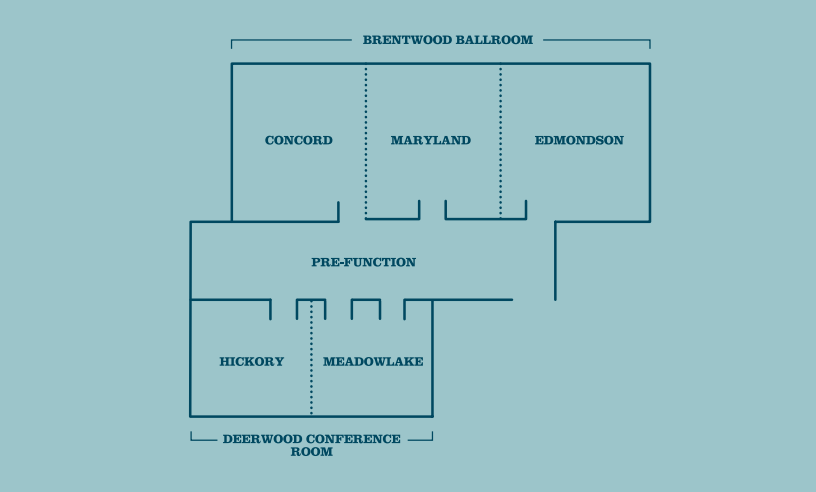 BRENTWOOD BALLROOM
CONCORD
MARYLAND
EDMONDSON
PRE-FUNCTION
HICKORY
MEADOWLAKE
DEERWOOD CONFERENCE
ROOM